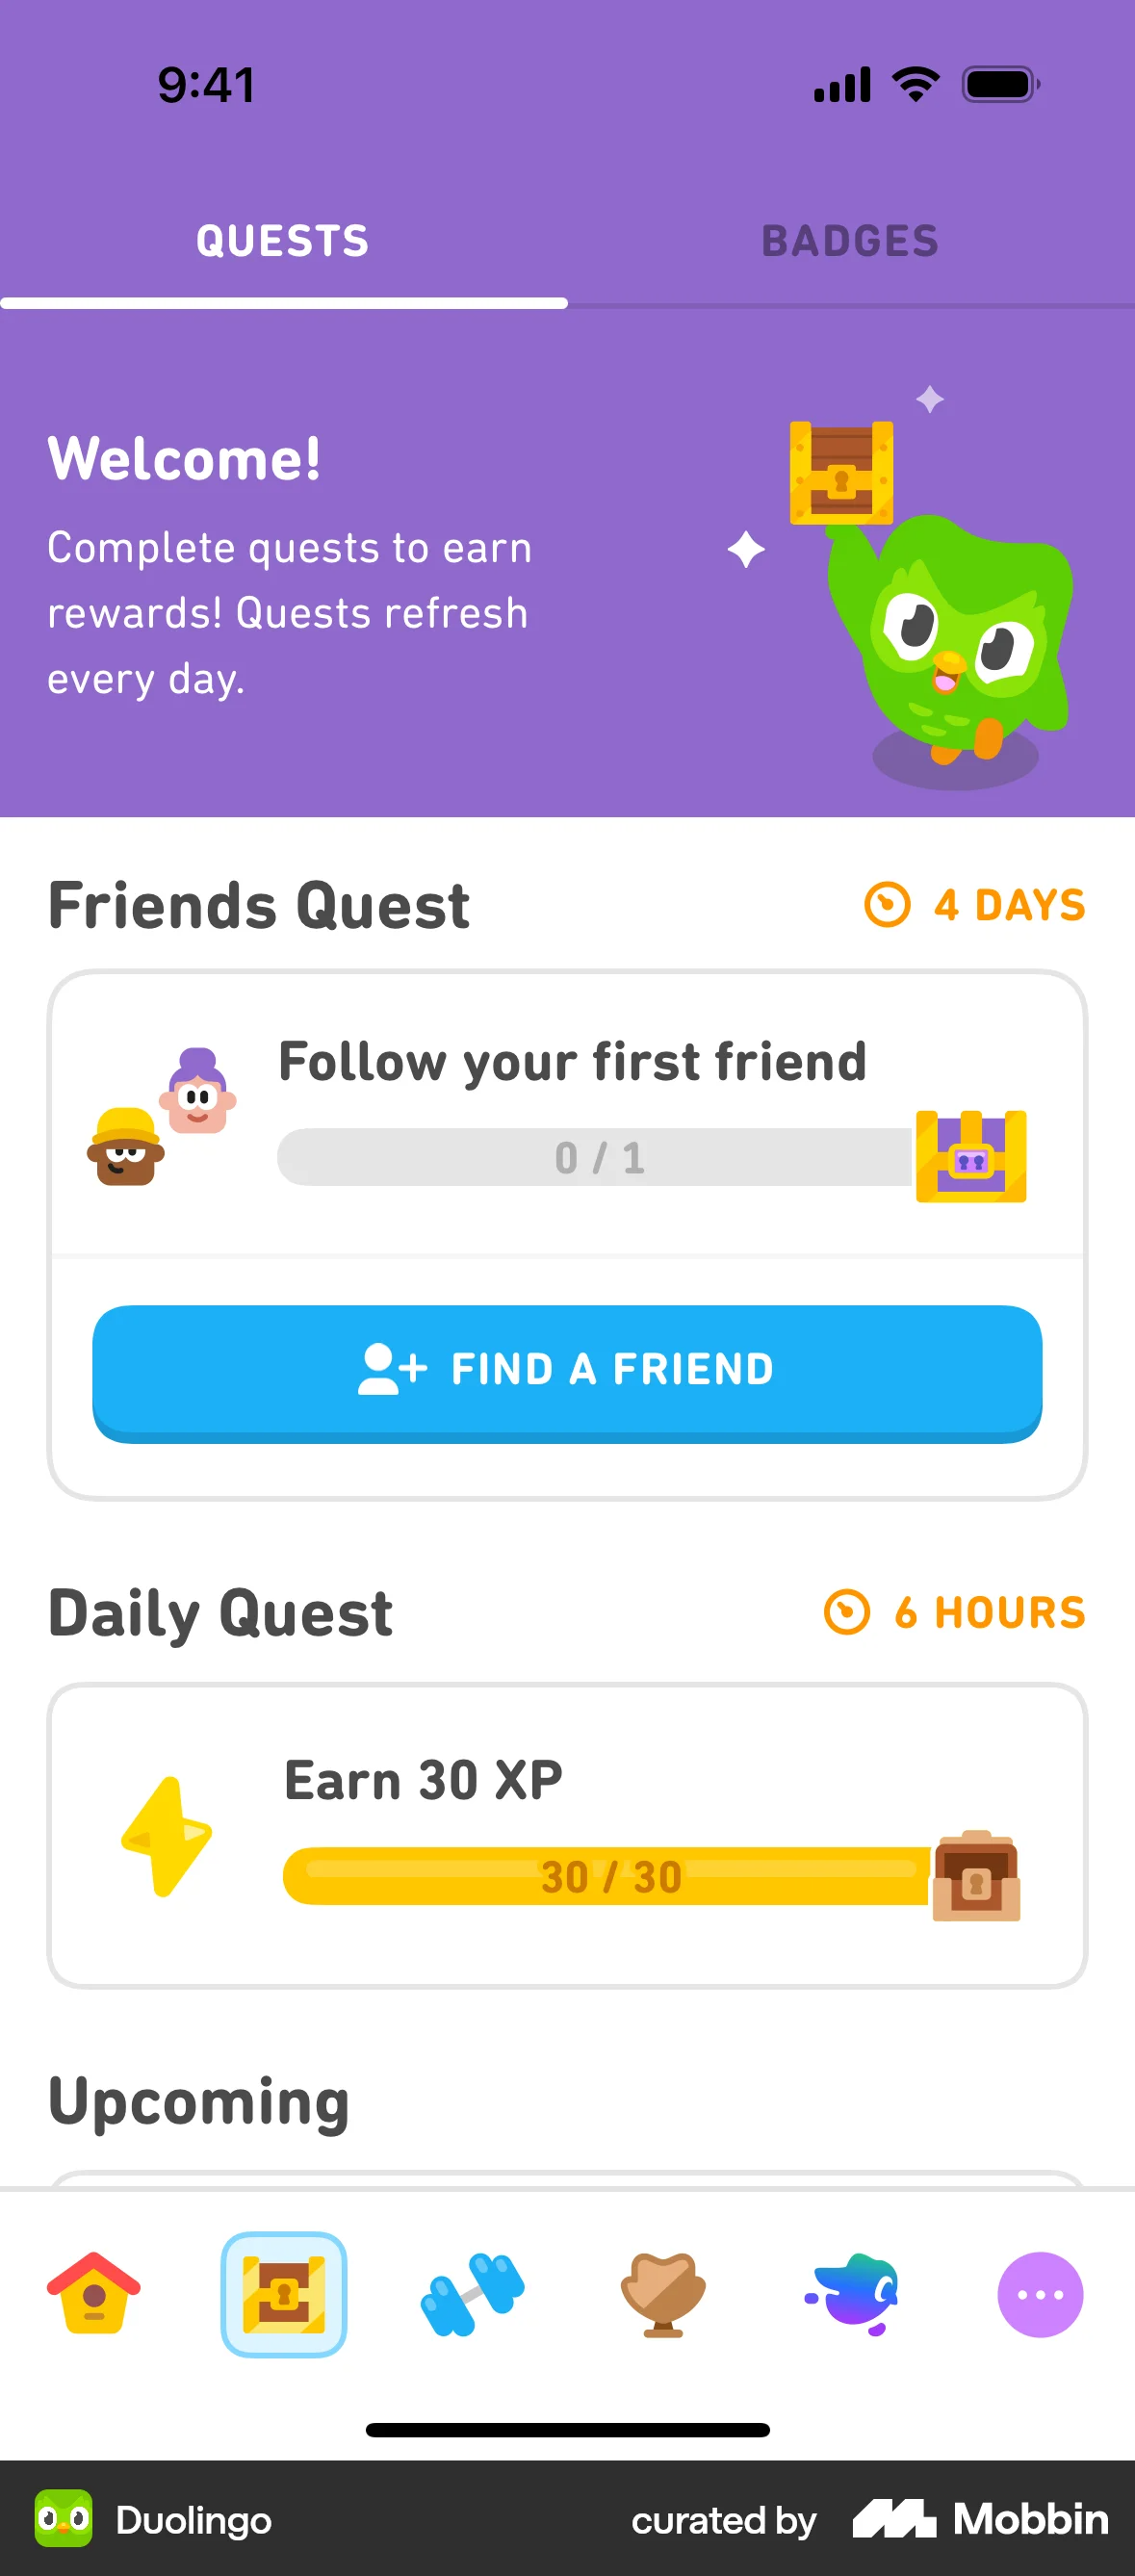 9:41
QUESTS
BADGES
Welcome!
Complete quests to earn
rewards! Quests refresh
every day.
Friends Quest
4 DAYS
Follow your first friend
0 / 1
FIND A FRIEND
Daily Quest
6 HOURS
Earn 30 XP
30 / 30
Upcoming
Duolingo
curated by
Mobbin